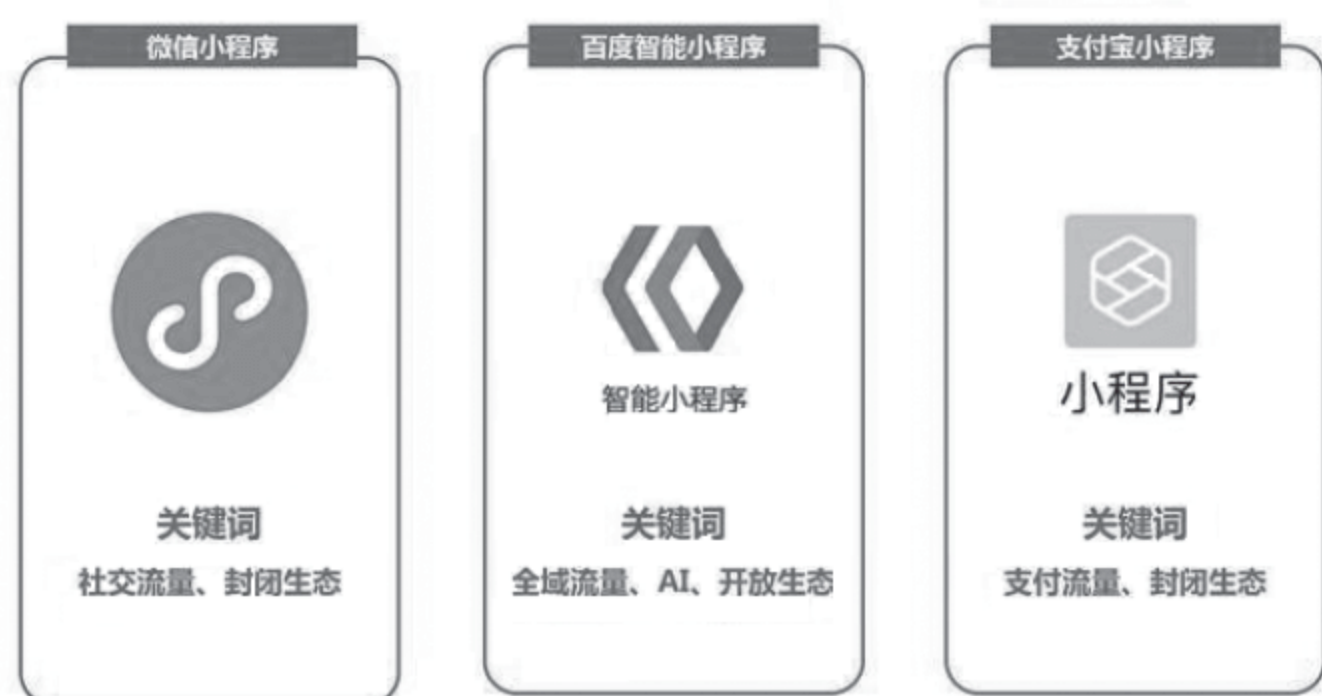 微信小程序
关键词
社交流量、封闭生态
百度智能小程序
智能小程序
关键词
全域流量、AI、开放生态
支付宝小程序
小程序
关键词
支付流量、封闭生态